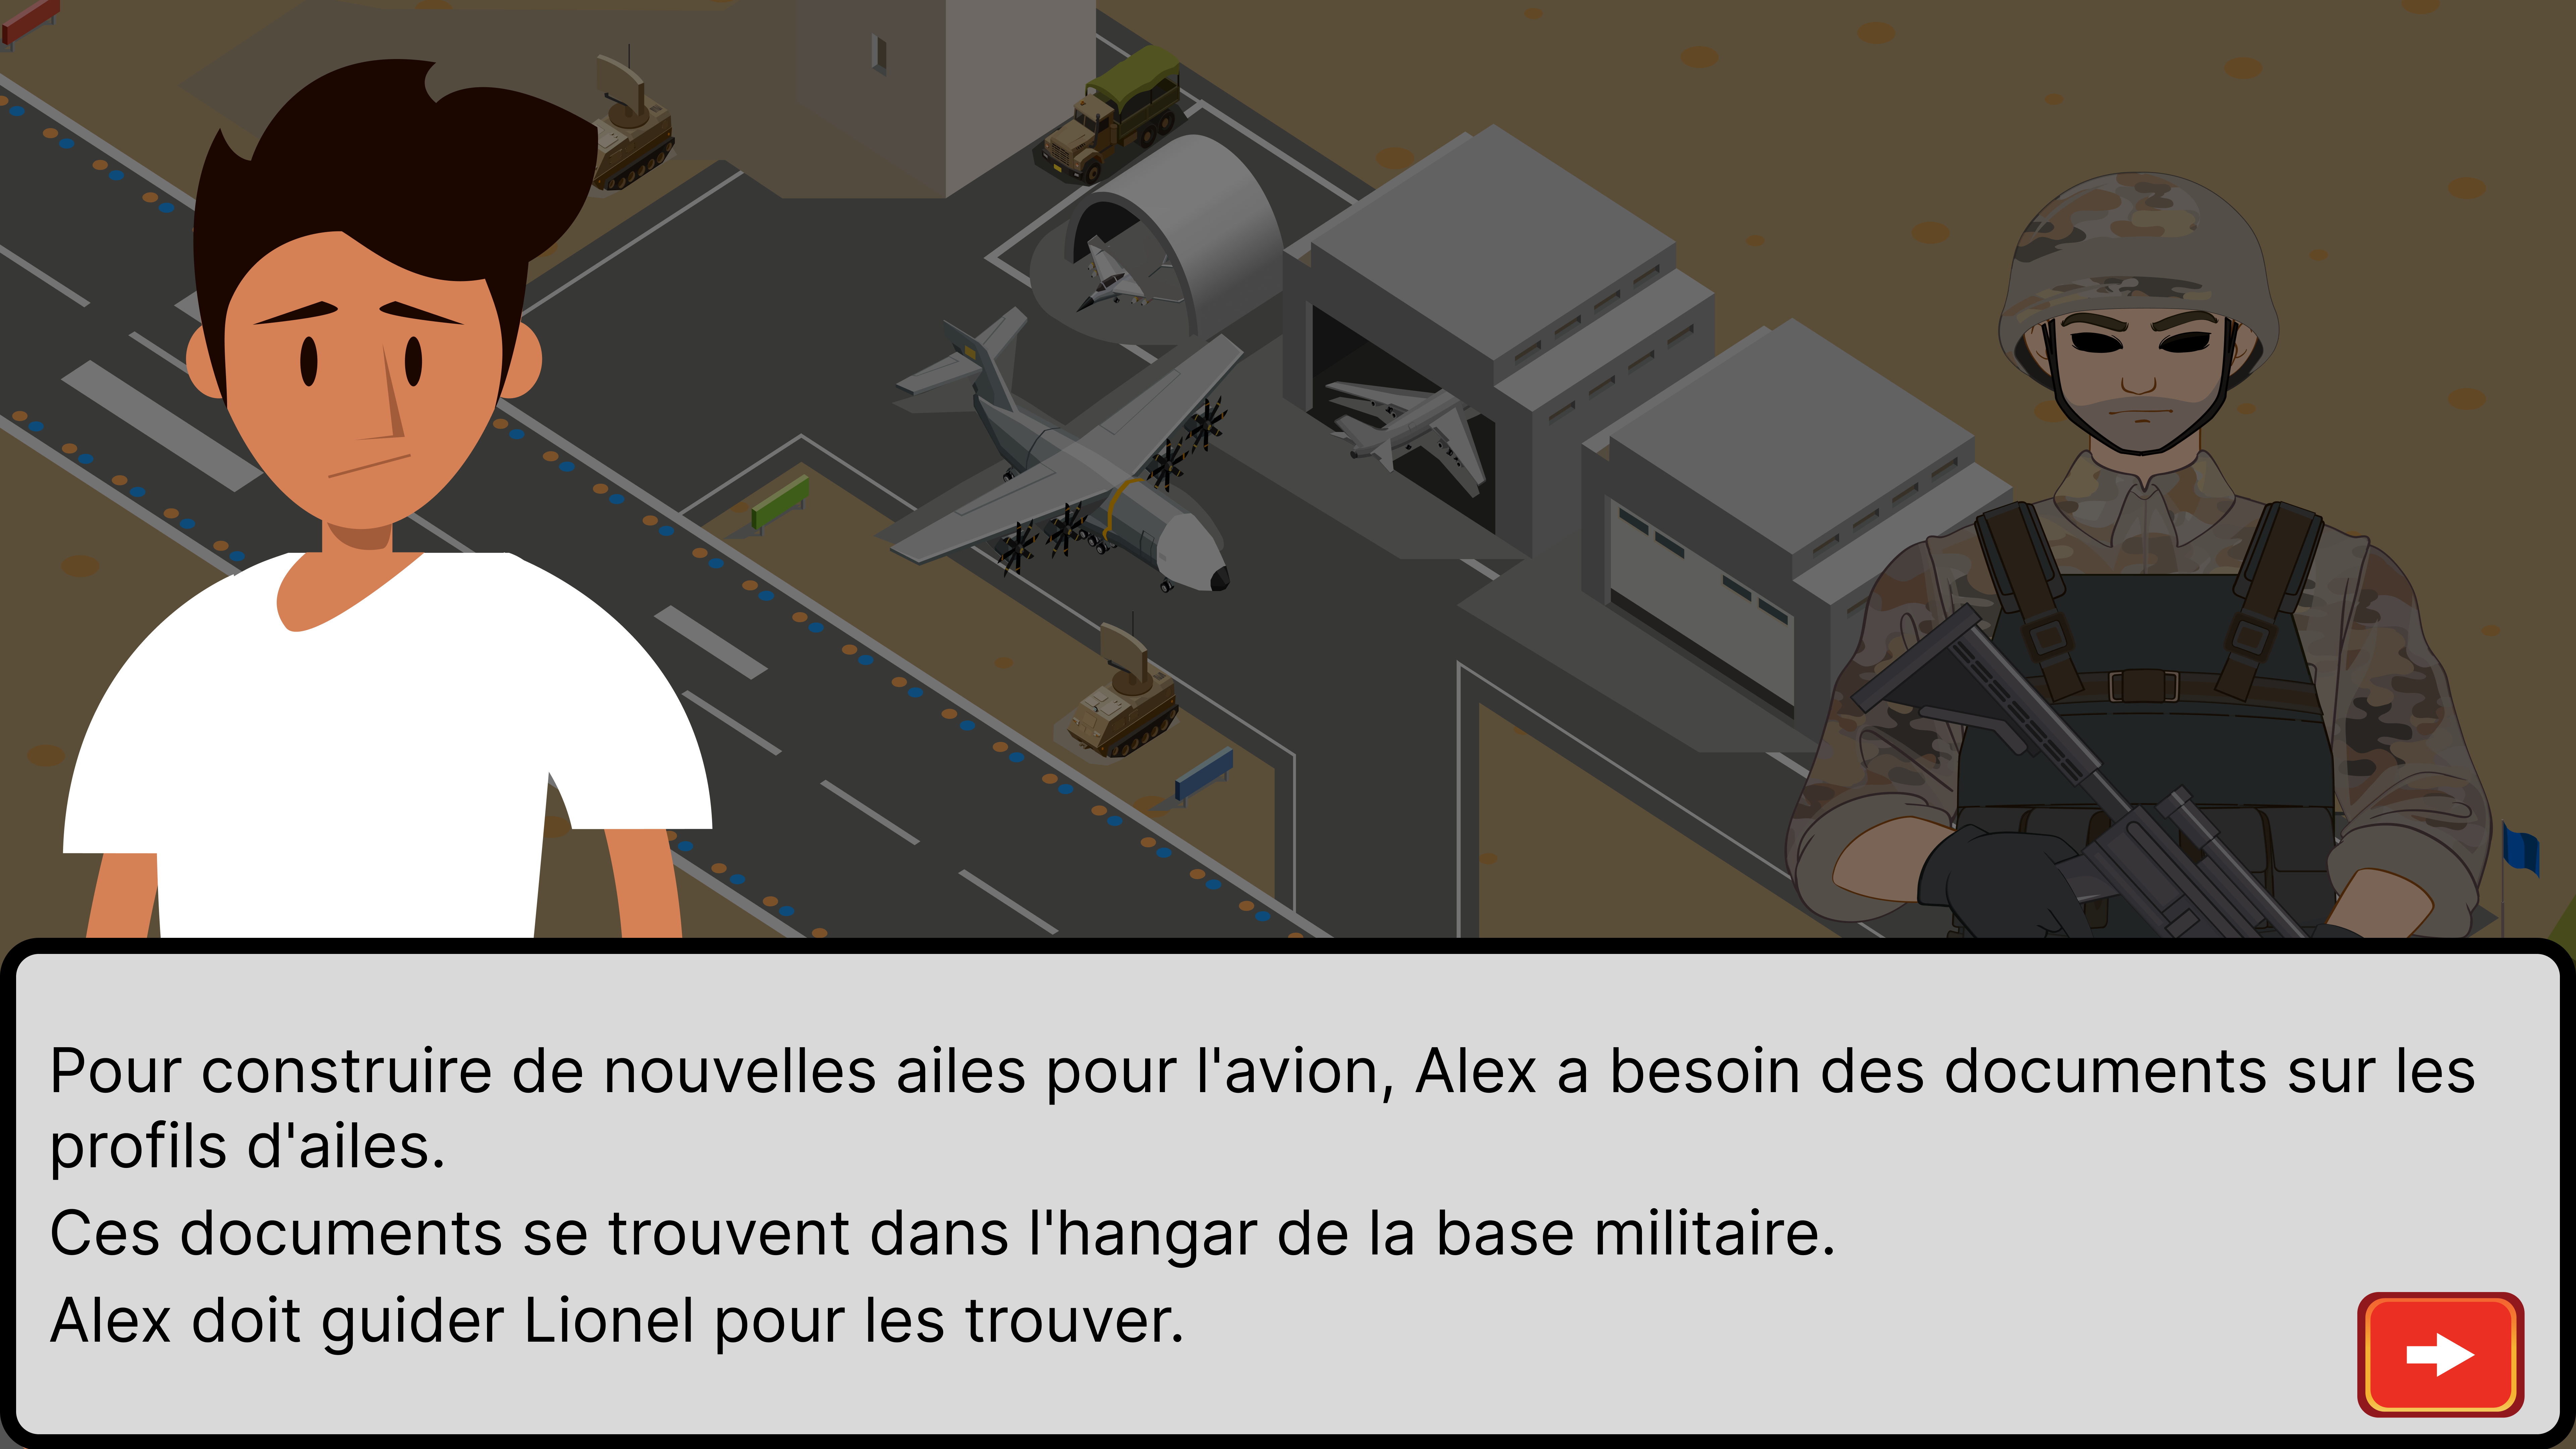 Pour construire de nouvelles ailes pour l'avion, Alex a besoin des documents sur les
profils d'ailes.
Ces documents se trouvent dans l'hangar de la base militaire.
Alex doit guider Lionel pour les trouver.